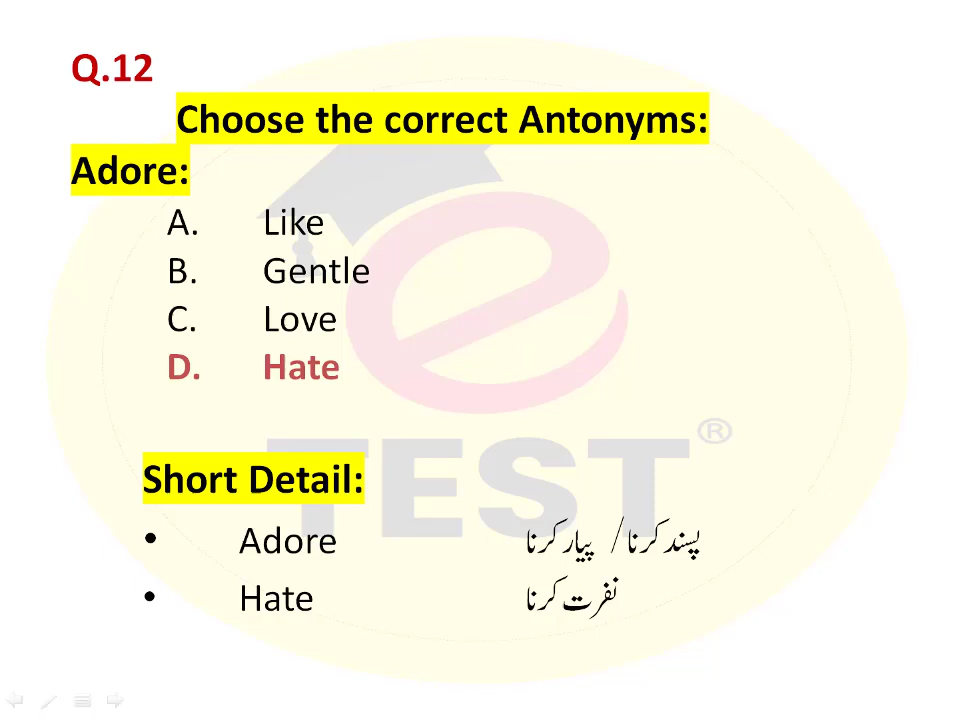 Q.12
Choose the correct Antonyms:
Adore:
A. Like
B. Gentle
C. Love
D. Hate
e
TEST®
Short Detail:
• Adore پسند کرنا / پیار کرنا
• Hate نفرت کرنا